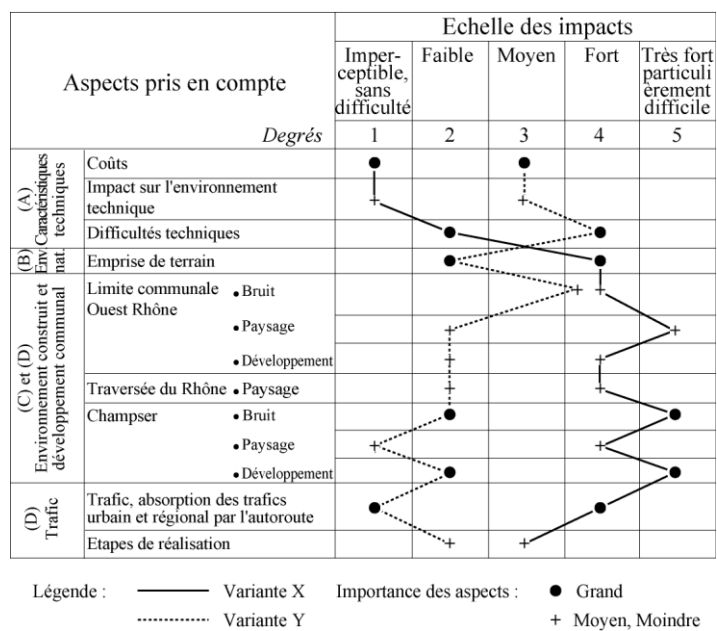 Echelle des impacts
Aspects pris en compte
Imper-
ceptible,
sans
difficulté
Faible
Moyen
Fort
Très fort
particuli
èrement
difficile
Degrés 1 2 3 4 5
(A)
Caractéristiques
techniques
Coûts
Impact sur l'environnement
technique
Difficultés techniques
(B)
Env
nat.
Emprise de terrain
(C) et (D)
Environnement construit et
développement communal
Limite communale • Bruit
Ouest Rhône
• Paysage
• Développement
Traversée du Rhône • Paysage
Champser • Bruit
• Paysage
• Développement
(D)
Trafic
Trafic, absorption des trafics
urbain et régional par l'autoroute
Etapes de réalisation
Légende : Variante X Importance des aspects : ● Grand
Variante Y + Moyen, Moindre